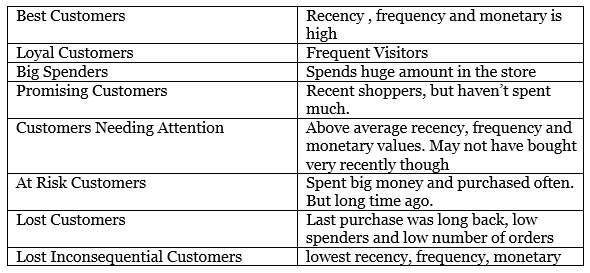 Best Customers Recency , frequency and monetary is
high
Loyal Customers Frequent Visitors
Big Spenders Spends huge amount in the store
Promising Customers Recent shoppers, but haven’t spent
much.
Customers Needing Attention Above average recency, frequency and
monetary values. May not have bought
very recently though
At Risk Customers Spent big money and purchased often.
But long time ago.
Lost Customers Last purchase was long back, low
spenders and low number of orders
Lost Inconsequential Customers lowest recency, frequency, monetary